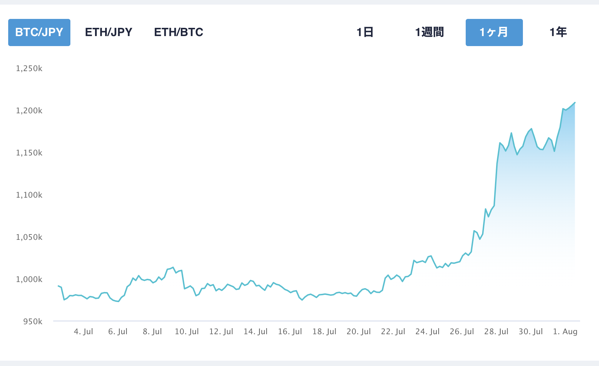 BTC/JPY ETH/JPY ETH/BTC 1日 1週間 1ヶ月 1年
1,250k
1,200k
1,150k
1,100k
1,050k
1,000k
950k
4. Jul 6. Jul 8. Jul 10. Jul 12. Jul 14. Jul 16. Jul 18. Jul 20. Jul 22. Jul 24. Jul 26. Jul 28. Jul 30. Jul 1. Aug